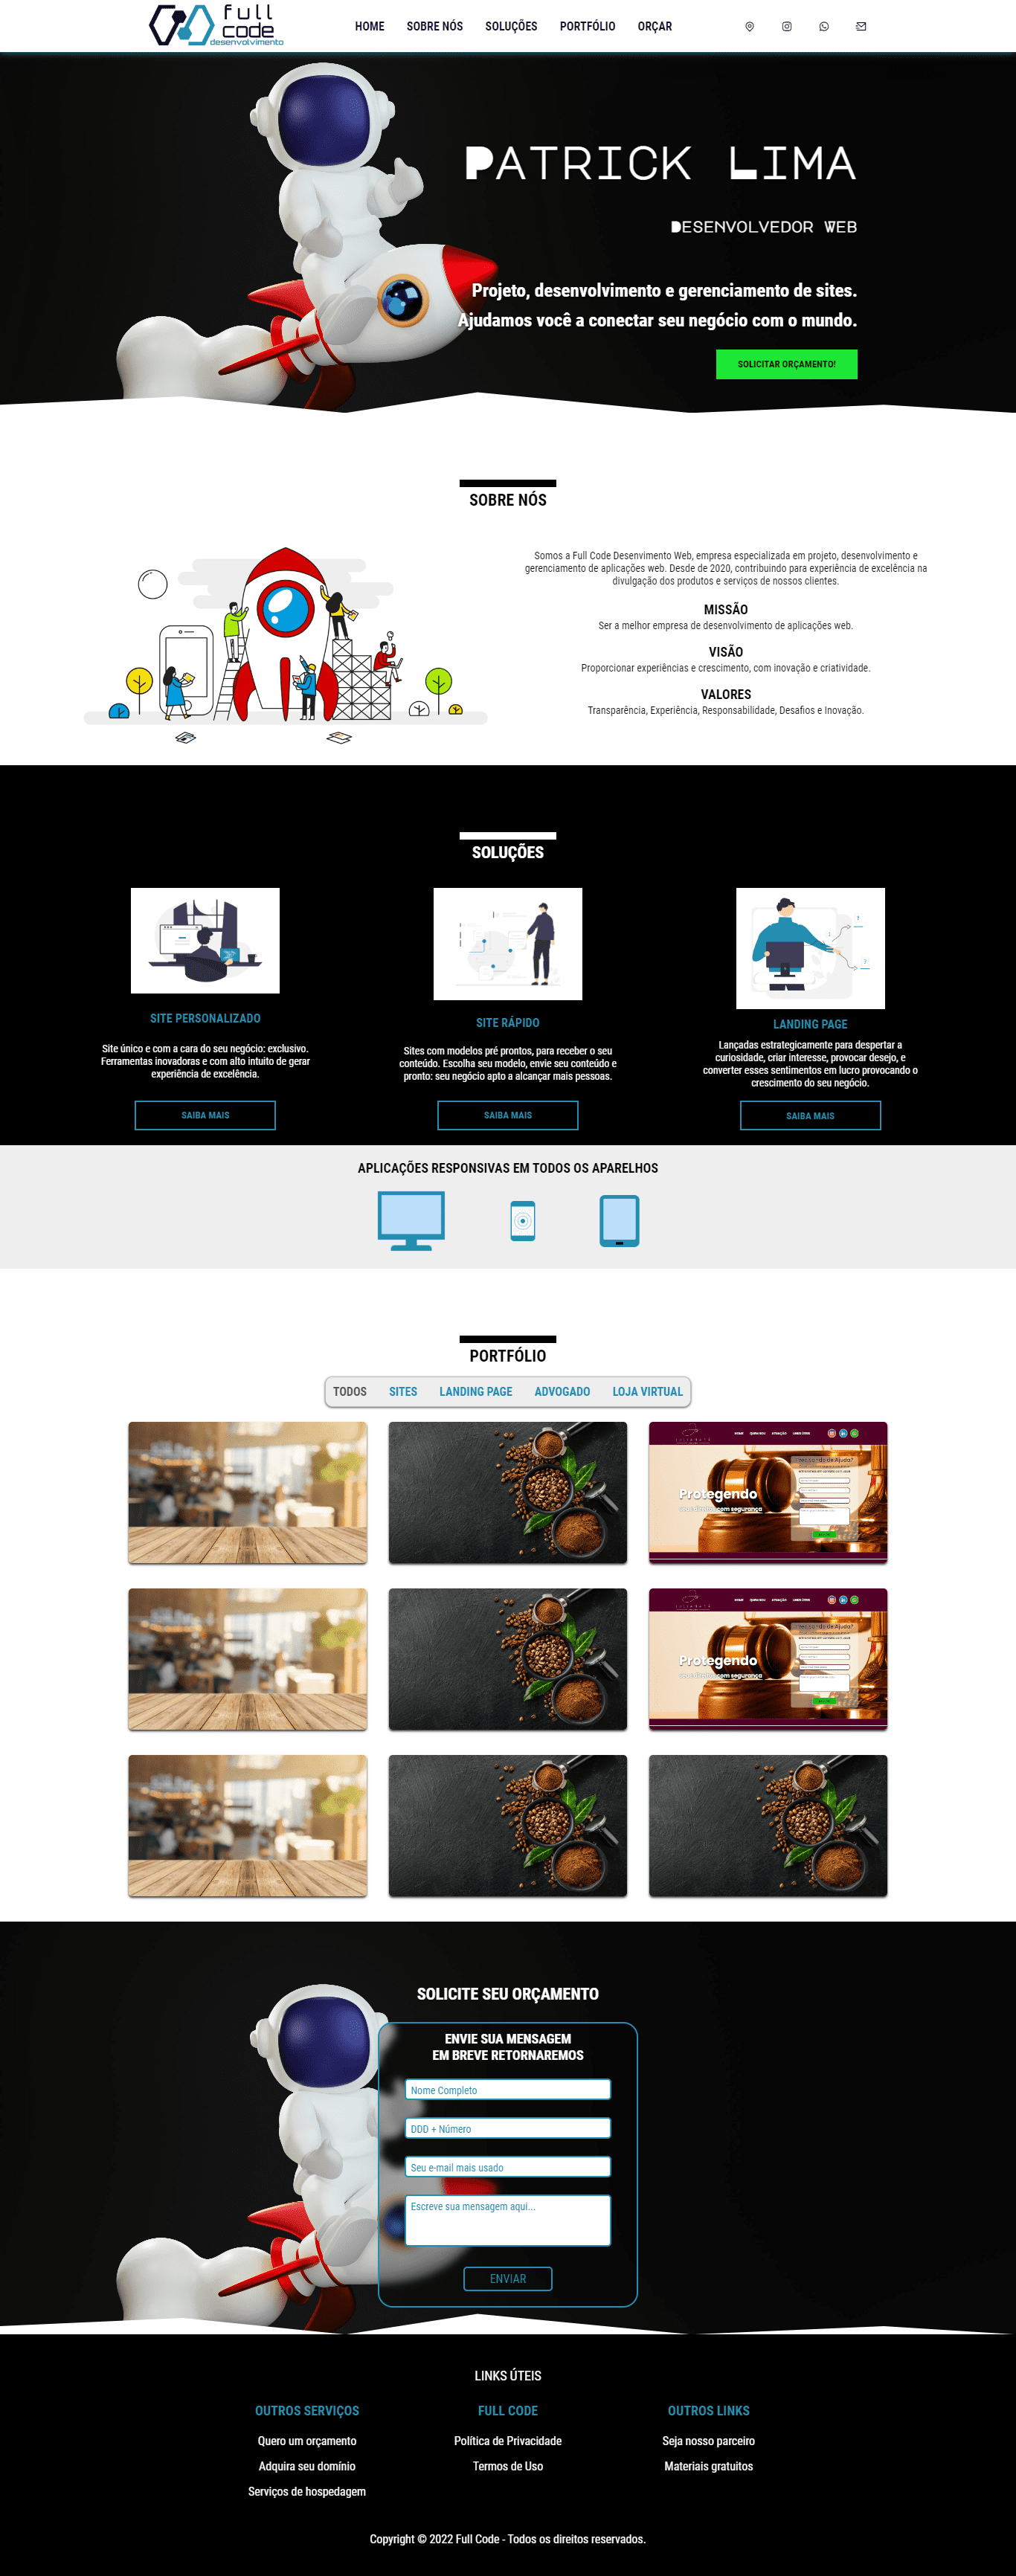 full
code
desenvolvimento
HOME SOBRE NÓS SOLUÇÕES PORTFÓLIO ORÇAR
PATRICK LIMA
DESENVOLVEDOR WEB
Projeto, desenvolvimento e gerenciamento de sites.
Ajudamos você a conectar seu negócio com o mundo.
SOLICITAR ORÇAMENTO!
SOBRE NÓS
Somos a Full Code Desenvimento Web, empresa especializada em projeto, desenvolvimento e
gerenciamento de aplicações web. Desde de 2020, contribuindo para experiência de excelência na
divulgação dos produtos e serviços de nossos clientes.
MISSÃO
Ser a melhor empresa de desenvolvimento de aplicações web.
VISÃO
Proporcionar experiências e crescimento, com inovação e criatividade.
VALORES
Transparência, Experiência, Responsabilidade, Desafios e Inovação.
SOLUÇÕES
SITE PERSONALIZADO
Site único e com a cara do seu negócio: exclusivo.
Ferramentas inovadoras e com alto intuito de gerar
experiência de excelência.
SAIBA MAIS
SITE RÁPIDO
Sites com modelos pré prontos, para receber o seu
conteúdo. Escolha seu modelo, envie seu conteúdo e
pronto: seu negócio apto a alcançar mais pessoas.
SAIBA MAIS
LANDING PAGE
Lançadas estrategicamente para despertar a
curiosidade, criar interesse, provocar desejo, e
converter esses sentimentos em lucro provocando o
crescimento do seu negócio.
SAIBA MAIS
APLICAÇÕES RESPONSIVAS EM TODOS OS APARELHOS
PORTFÓLIO
TODOS SITES LANDING PAGE ADVOGADO LOJA VIRTUAL
Protegendo
seus direitos com segurança
Protegendo
seus direitos com segurança
SOLICITE SEU ORÇAMENTO
ENVIE SUA MENSAGEM
EM BREVE RETORNAREMOS
Nome Completo
DDD + Número
Seu e-mail mais usado
Escreve sua mensagem aqui...
ENVIAR
LINKS ÚTEIS
OUTROS SERVIÇOS
Quero um orçamento
Adquira seu domínio
Serviços de hospedagem
FULL CODE
Política de Privacidade
Termos de Uso
OUTROS LINKS
Seja nosso parceiro
Materiais gratuitos
Copyright © 2022 Full Code - Todos os direitos reservados.